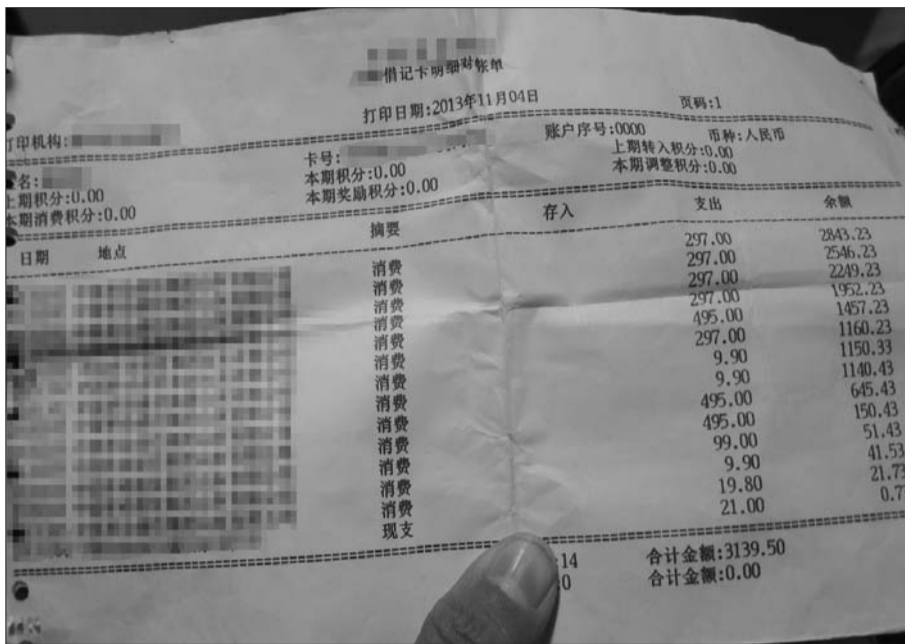 借记卡明细对帐单
打印日期:2013年11月04日
页码:1
打印机构:
卡号:
账户序号:0000
币种:人民币
名:
本期积分:0.00
上期转入积分:0.00
上期积分:0.00
本期奖励积分:0.00
本期调整积分:0.00
本期消费积分:0.00
日期 地点 摘要 存入 支出 余额
消费 297.00 2843.23
消费 297.00 2546.23
消费 297.00 2249.23
消费 297.00 1952.23
消费 495.00 1457.23
消费 297.00 1160.23
消费 9.90 1150.33
消费 9.90 1140.43
消费 495.00 645.43
消费 495.00 150.43
消费 99.00 51.43
消费 9.90 41.53
消费 19.80 21.73
现支 21.00 0.7
:14 合计金额:3139.50
:0 合计金额:0.00